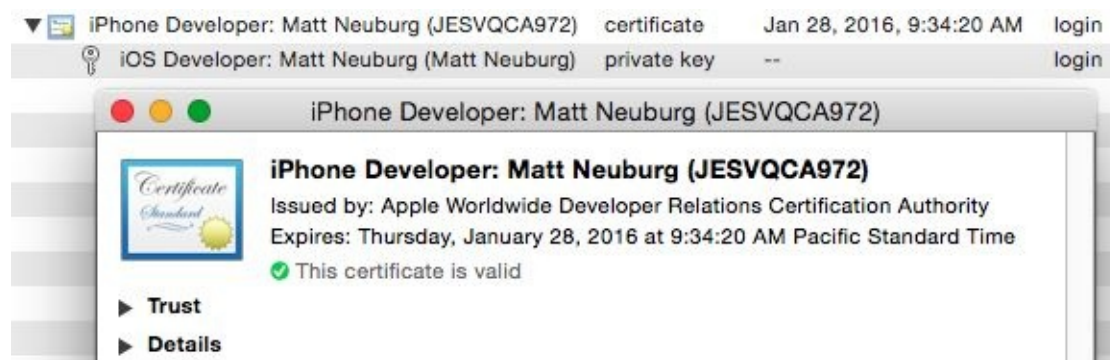 iPhone Developer: Matt Neuburg (JESVQCA972) certificate Jan 28, 2016, 9:34:20 AM login
iOS Developer: Matt Neuburg (Matt Neuburg) private key -- login
iPhone Developer: Matt Neuburg (JESVQCA972)
Certificate
Standard
iPhone Developer: Matt Neuburg (JESVQCA972)
Issued by: Apple Worldwide Developer Relations Certification Authority
Expires: Thursday, January 28, 2016 at 9:34:20 AM Pacific Standard Time
This certificate is valid
Trust
Details